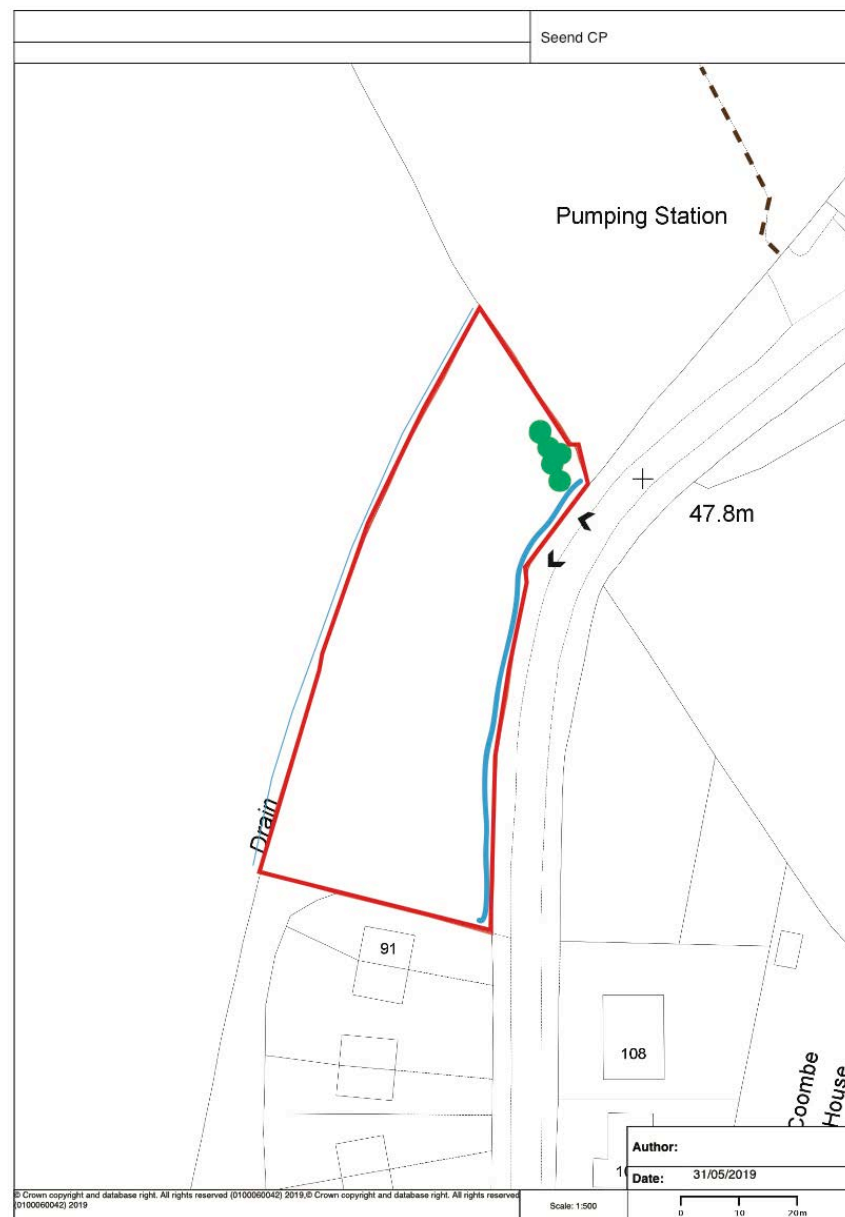 Seend CP
Pumping Station
47.8m
Drain
91
108
Coombe
House
Author:
Date: 31/05/2019
© Crown copyright and database right. All rights reserved (0100060042) 2019,© Crown copyright and database right. All rights reserved
(0100060042) 2019
Scale: 1:500
0 10 20m